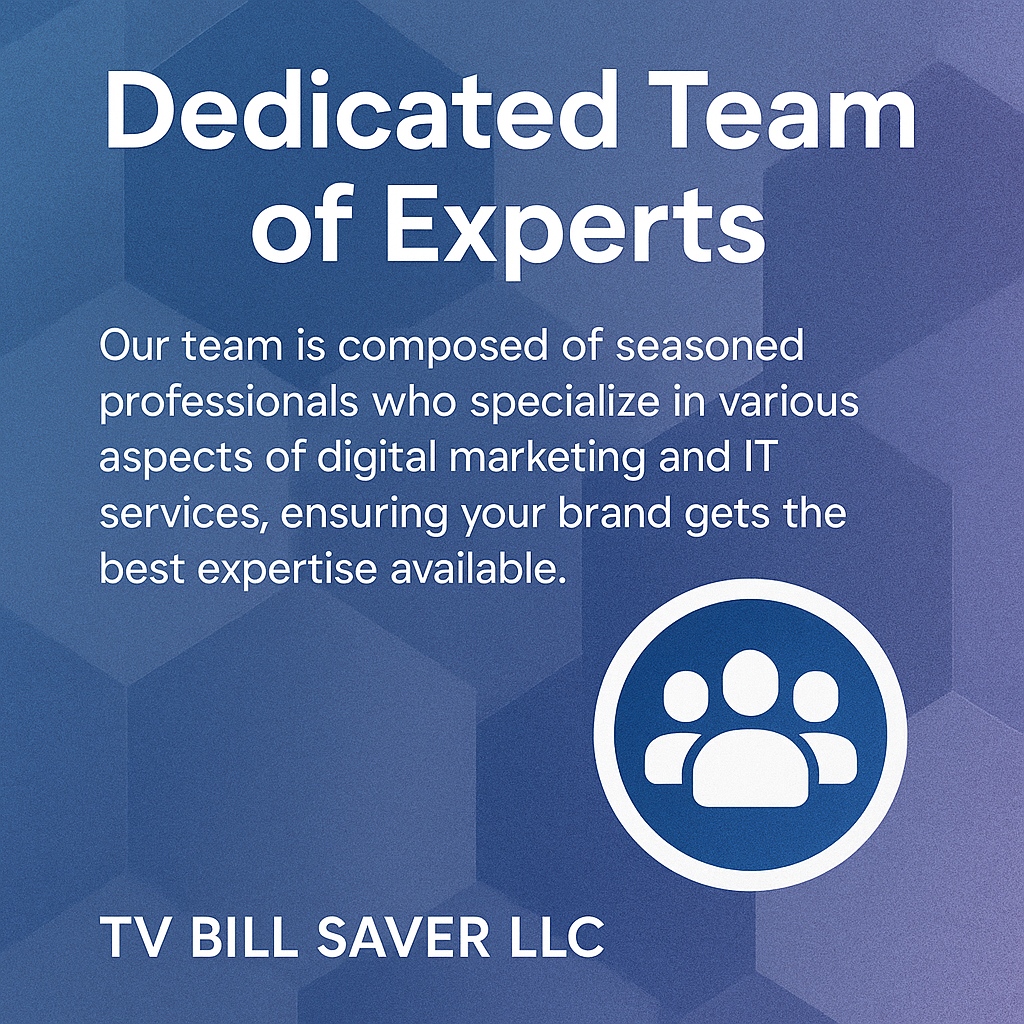 Dedicated Team
of Experts
Our team is composed of seasoned
professionals who specialize in various
aspects of digital marketing and IT
services, ensuring your brand gets the
best expertise available.
TV BILL SAVER LLC